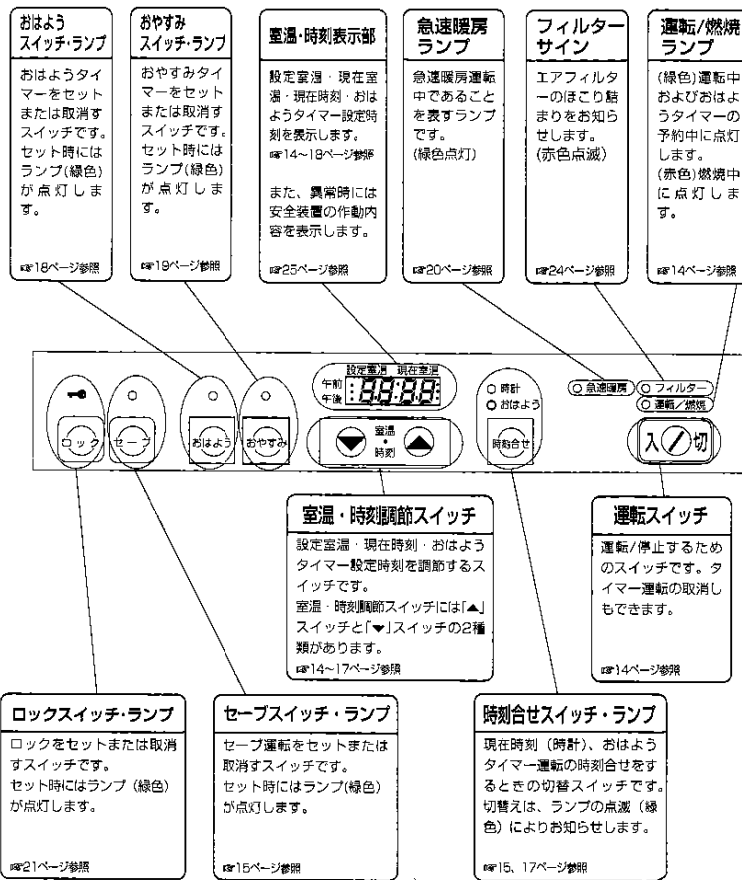 おはよう
スイッチ・ランプ
おはようタイ
マーをセット
または取消す
スイッチです。
セット時には
ランプ(緑色)
が点灯しま
す。
☞18ページ参照
おやすみ
スイッチ・ランプ
おやすみタイ
マーをセット
または取消す
スイッチです。
セット時には
ランプ(緑色)
が点灯しま
す。
☞19ページ参照
室温・時刻表示部
設定室温・現在室
温・現在時刻・おは
ようタイマー設定時
刻を表示します。
☞14~18ページ参照
また、異常時には
安全装置の作動内
容を表示します。
☞25ページ参照
急速暖房
ランプ
急速暖房運転
中であること
を表すランプ
です。
(緑色点灯)
☞20ページ参照
フィルター
サイン
エアフィルタ
ーのほこり詰
まりをお知ら
せします。
(赤色点滅)
☞24ページ参照
運転/燃焼
ランプ
(緑色)運転中
およびおはよ
うタイマーの
予約中に点灯
します。
(赤色)燃焼中
に点灯しま
す。
☞14ページ参照
設定室温 現在室温
午前
午後
88:88
時計
おはよう
急速暖房
フィルター
運転/燃焼
ロック
セーブ
おはよう
おやすみ
▼ 室温・時刻 ▲
時刻合せ
入/切
室温・時刻調節スイッチ
設定室温・現在時刻・おはよう
タイマー設定時刻を調節するス
イッチです。
室温・時刻調節スイッチには「▲」
スイッチと「▼」スイッチの2種
類があります。
☞14~17ページ参照
運転スイッチ
運転/停止するため
のスイッチです。タ
イマー運転の取消し
もできます。
☞14ページ参照
ロックスイッチ・ランプ
ロックをセットまたは取消
すスイッチです。
セット時にはランプ(緑色)
が点灯します。
☞21ページ参照
セーブスイッチ・ランプ
セーブ運転をセットまたは
取消すスイッチです。
セット時にはランプ(緑色)
が点灯します。
☞15ページ参照
時刻合せスイッチ・ランプ
現在時刻(時計)、おはよう
タイマー運転の時刻合せをす
るときの切替スイッチです。
切替えは、ランプの点滅(緑
色)によりお知らせします。
☞15、17ページ参照